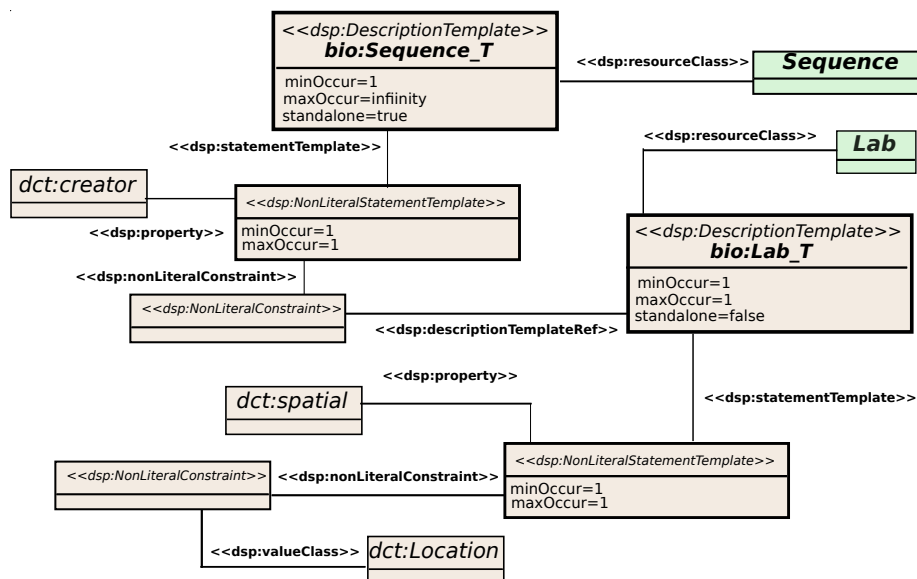 <<dsp:DescriptionTemplate>>
bio:Sequence_T
minOccur=1
maxOccur=infiinity
standalone=true
<<dsp:resourceClass>>
Sequence
<<dsp:resourceClass>>
Lab
<<dsp:statementTemplate>>
dct:creator
<<dsp:NonLiteralStatementTemplate>>
minOccur=1
maxOccur=1
<<dsp:property>>
<<dsp:DescriptionTemplate>>
bio:Lab_T
minOccur=1
maxOccur=1
standalone=false
<<dsp:nonLiteralConstraint>>
<<dsp:NonLiteralConstraint>>
<<dsp:descriptionTemplateRef>>
<<dsp:property>>
dct:spatial
<<dsp:statementTemplate>>
<<dsp:NonLiteralStatementTemplate>>
minOccur=1
maxOccur=1
<<dsp:NonLiteralConstraint>>
<<dsp:nonLiteralConstraint>>
<<dsp:valueClass>>
dct:Location